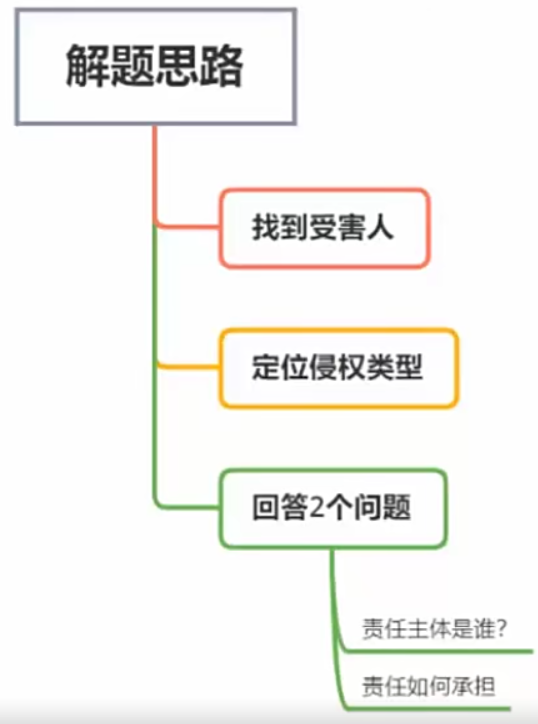 解题思路
找到受害人
定位侵权类型
回答2个问题
责任主体是谁?
责任如何承担